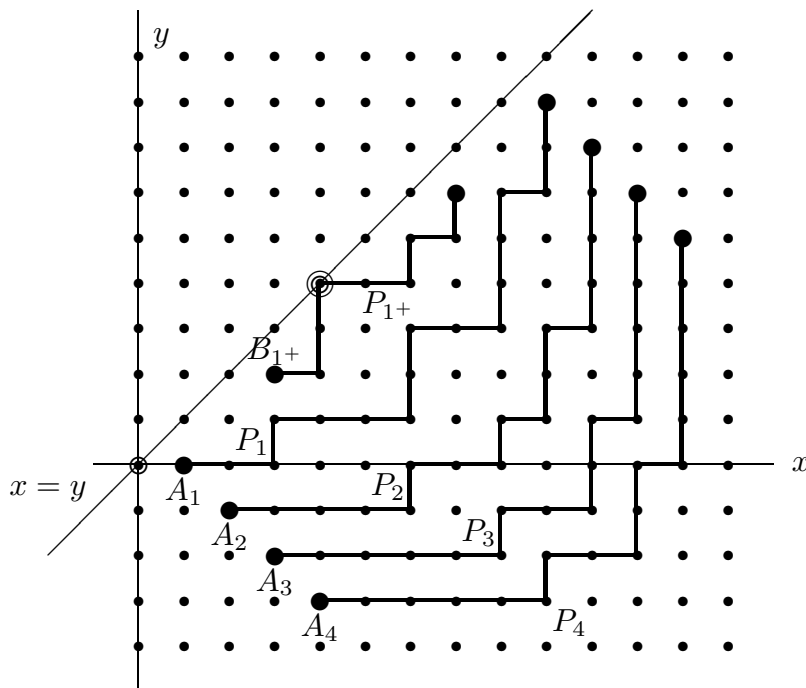 y
P₁₊
B₁₊
P₁
x
x = y
A₁
P₂
A₂
P₃
A₃
A₄
P₄